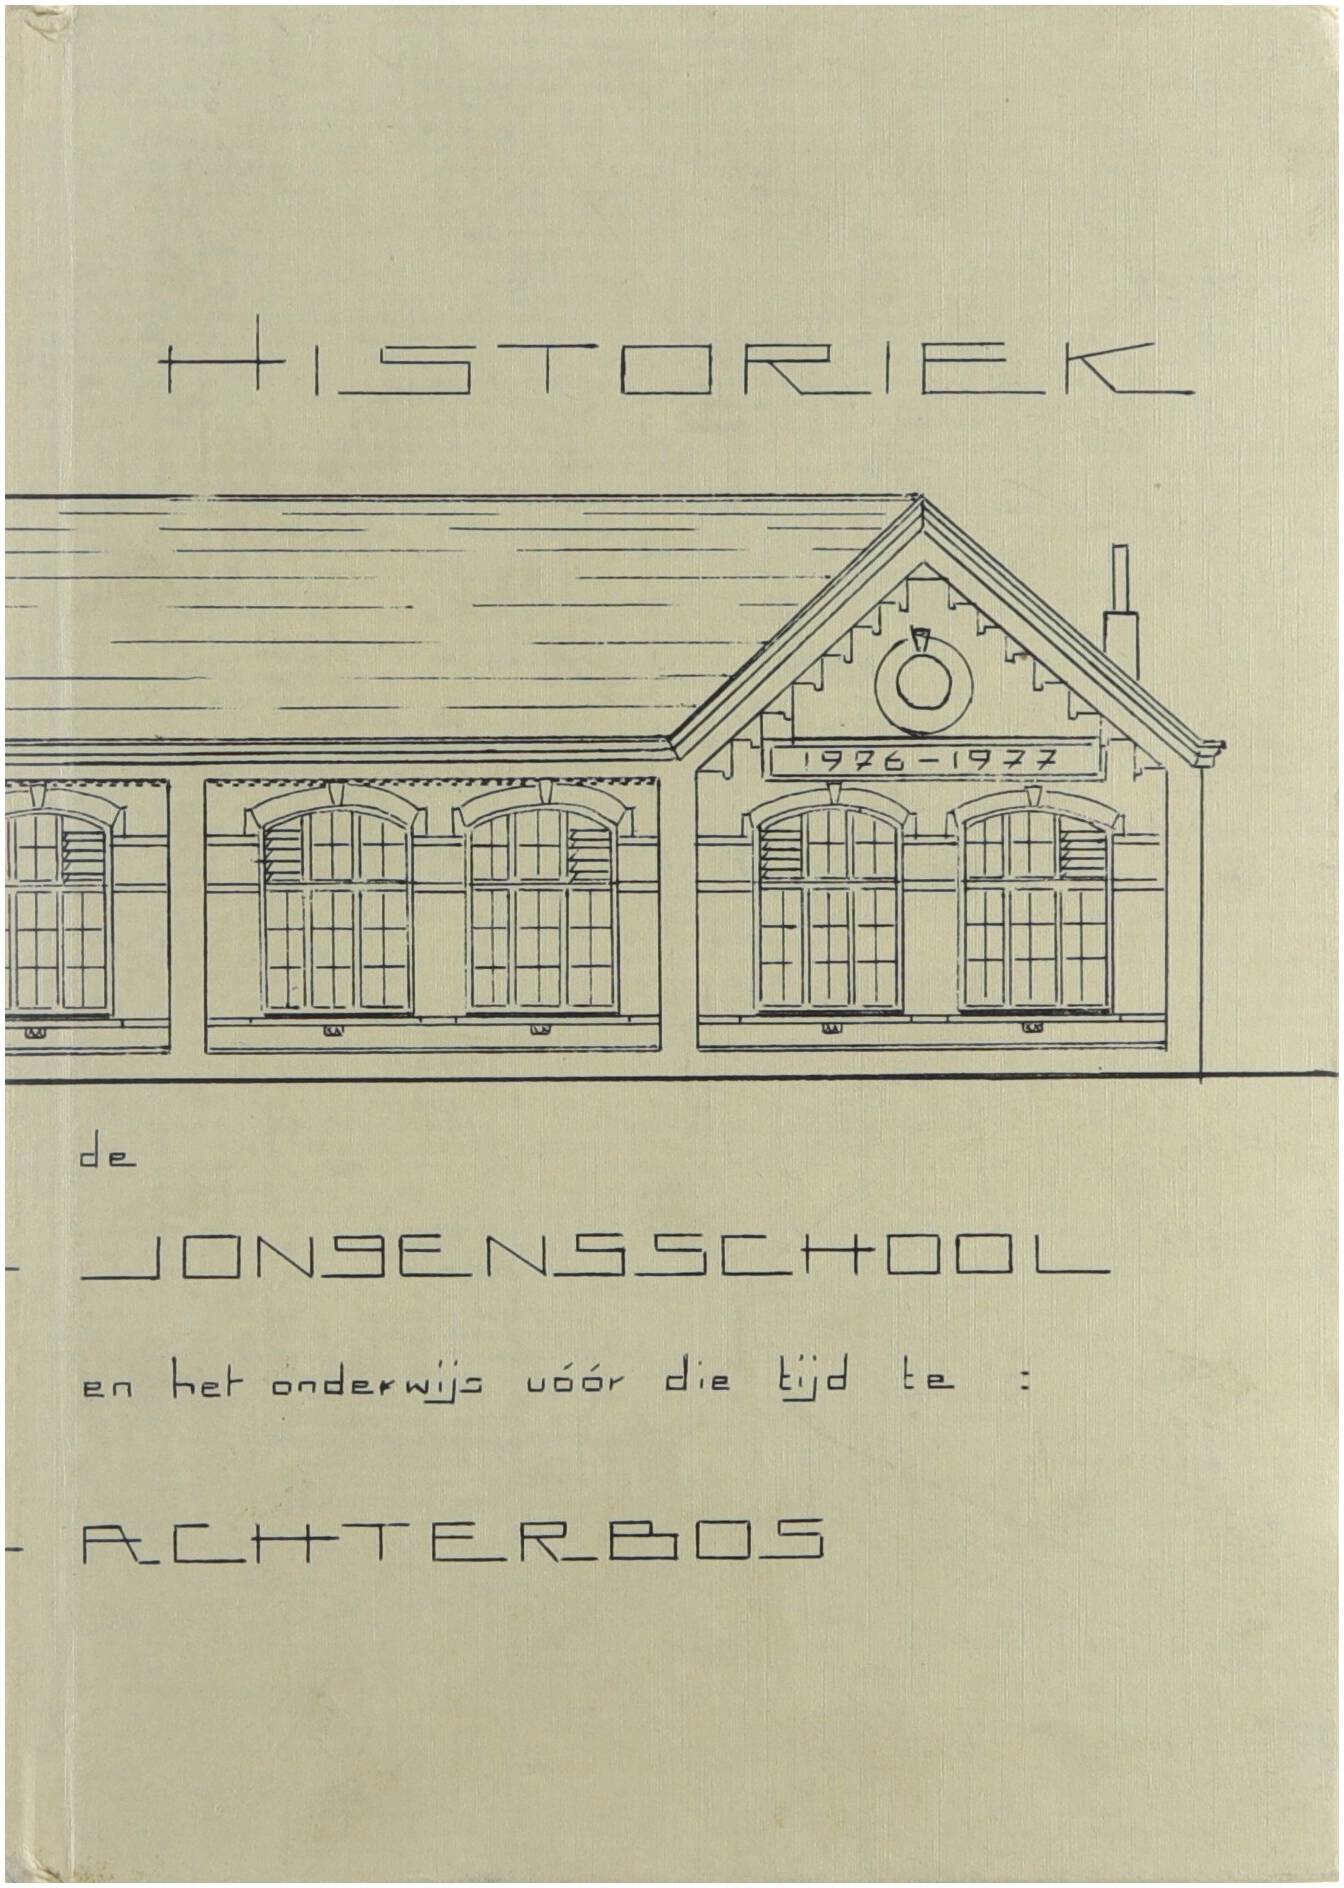 HISTORIEK
1976-1977
de
JONGENSSCHOOL
en het onderwijs vóór die tijd te :
ACHTERBOS